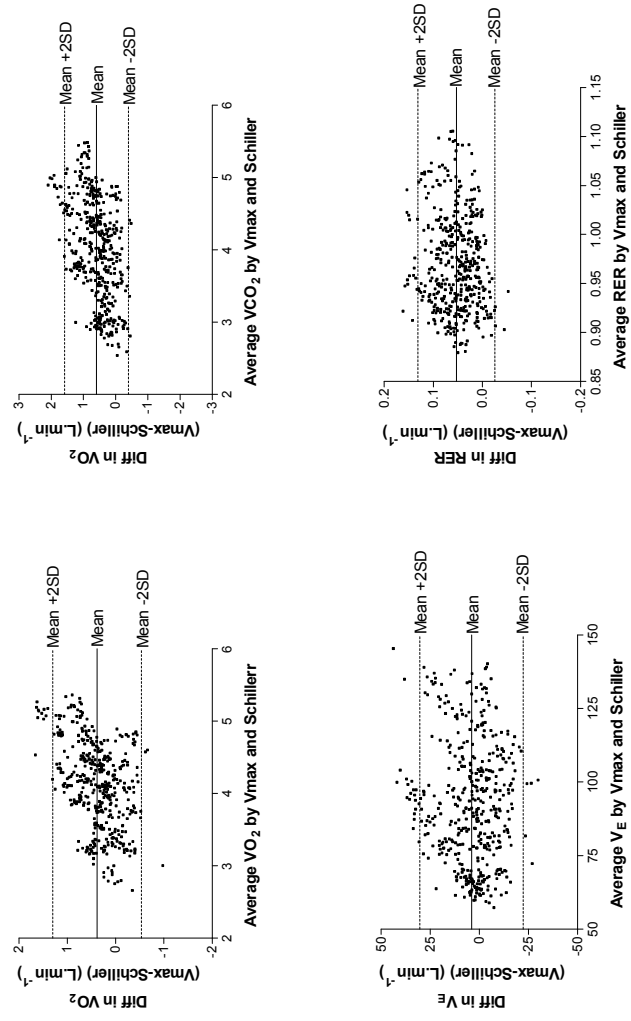 Diff in VO₂
(Vmax-Schiller) (L.min⁻¹)
2
1
0
-1
-2
Mean +2SD
Mean
Mean -2SD
2
3
4
5
6
Average VO₂ by Vmax and Schillerr
Diff in VO₂
(Vmax-Schiller) (L.min⁻¹)
3
2
1
0
-1
-2
-3
Mean +2SD
Mean
Mean -2SD
2
3
4
5
6
Average VCO₂ by Vmax and Schiller
Diff in V_E
(Vmax-Schiller) (L.min⁻¹)
50
25
0
-25
-50
Mean +2SD
Mean
Mean -2SD
50
75
100
125
150
Average V_E by Vmax and Schiller
Diff in RER
(Vmax-Schiller) (L.min⁻¹)
0.2
0.1
0.0
-0.1
-0.2
Mean +2SD
Mean
Mean -2SD
0.85
0.90
0.95
1.00
1.05
1.10
1.15
Average RER by Vmax and Schiller